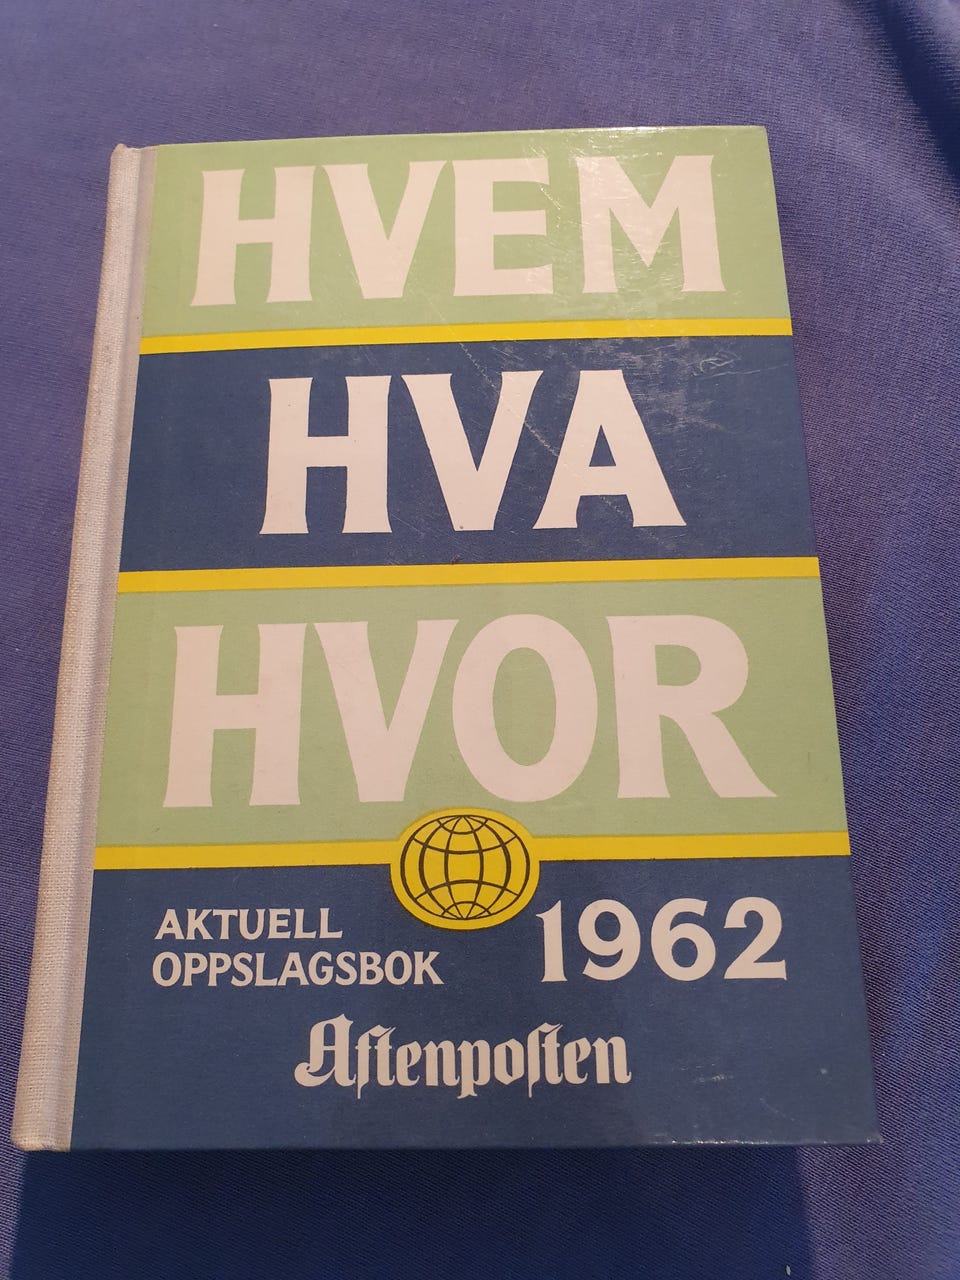 HVEM
HVA
HVOR
AKTUELL
OPPSLAGSBOK
1962
Aftenposten